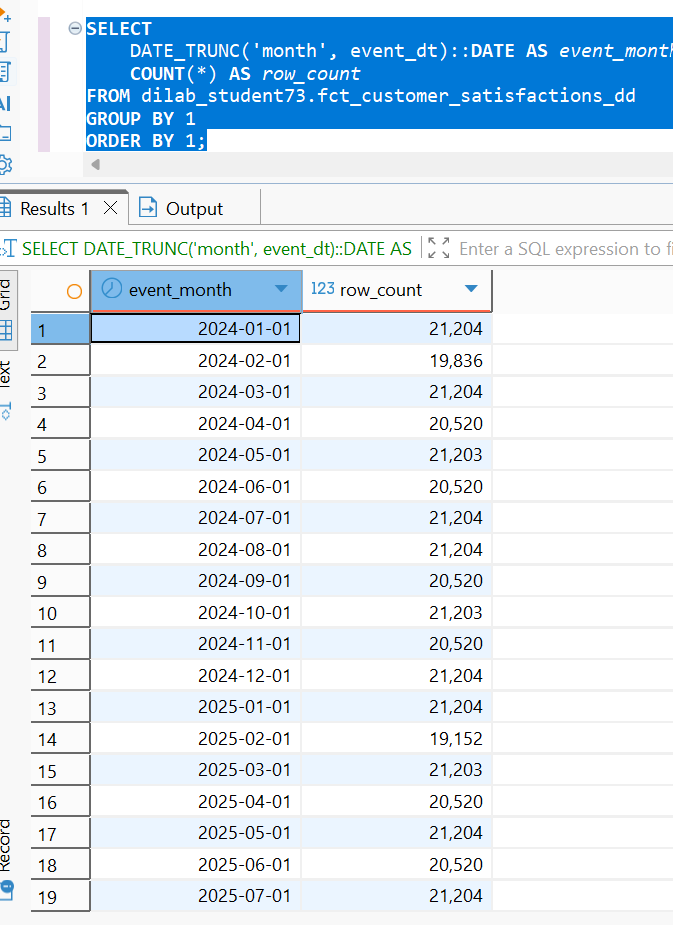 SELECT
DATE_TRUNC('month', event_dt)::DATE AS event_month
COUNT(*) AS row_count
FROM dilab_student73.fct_customer_satisfactions_dd
GROUP BY 1
ORDER BY 1;
AI
Results 1
Output
SELECT DATE_TRUNC('month', event_dt)::DATE AS
Enter a SQL expression to fi
Grid
Text
Record
event_month 123 row_count
1 2024-01-01 21,204
2 2024-02-01 19,836
3 2024-03-01 21,204
4 2024-04-01 20,520
5 2024-05-01 21,203
6 2024-06-01 20,520
7 2024-07-01 21,204
8 2024-08-01 21,204
9 2024-09-01 20,520
10 2024-10-01 21,203
11 2024-11-01 20,520
12 2024-12-01 21,204
13 2025-01-01 21,204
14 2025-02-01 19,152
15 2025-03-01 21,203
16 2025-04-01 20,520
17 2025-05-01 21,204
18 2025-06-01 20,520
19 2025-07-01 21,204